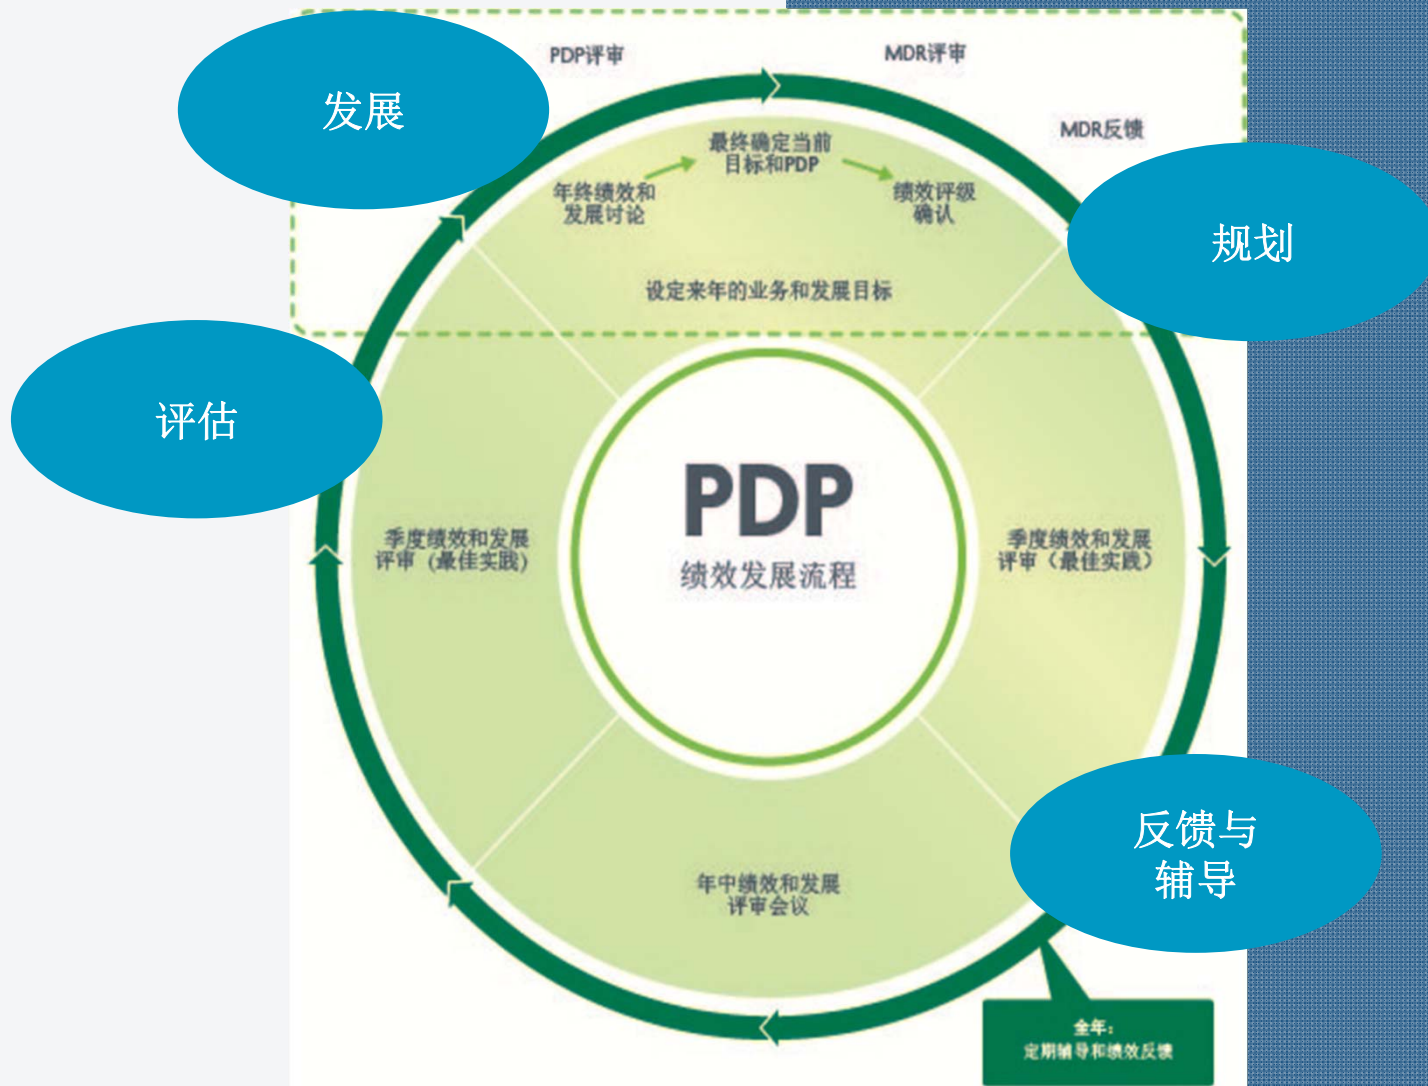 PDP评审
MDR评审
发展
MDR反馈
最终确定当前
目标和PDP
年终绩效和
发展讨论
绩效评级
确认
规划
设定来年的业务和发展目标
评估
PDP
绩效发展流程
季度绩效和发展
评审 (最佳实践)
季度绩效和发展
评审（最佳实践）
反馈与
辅导
年中绩效和发展
评审会议
全年：
定期辅导和绩效反馈